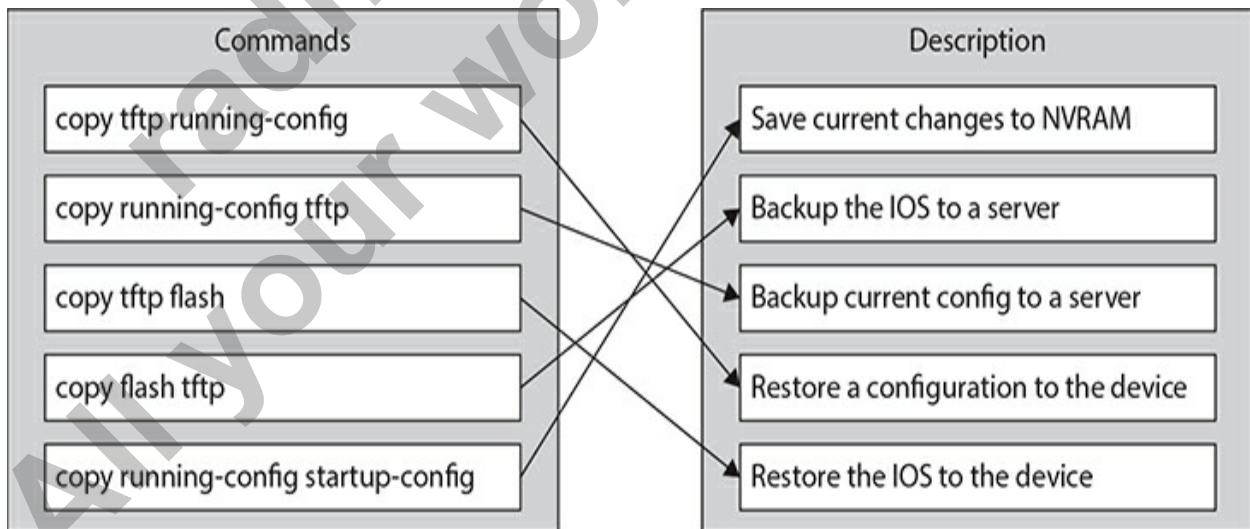 Commands
copy tftp running-config
copy running-config tftp
copy tftp flash
copy flash tftp
copy running-config startup-config
Description
Save current changes to NVRAM
Backup the IOS to a server
Backup current config to a server
Restore a configuration to the device
Restore the IOS to the device
All your